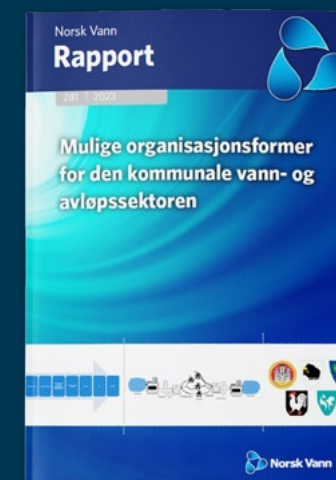 Norsk Vann
Rapport
281 | 2023
Mulige organisasjonsformer
for den kommunale vann- og
avløpssektoren
Norsk Vann